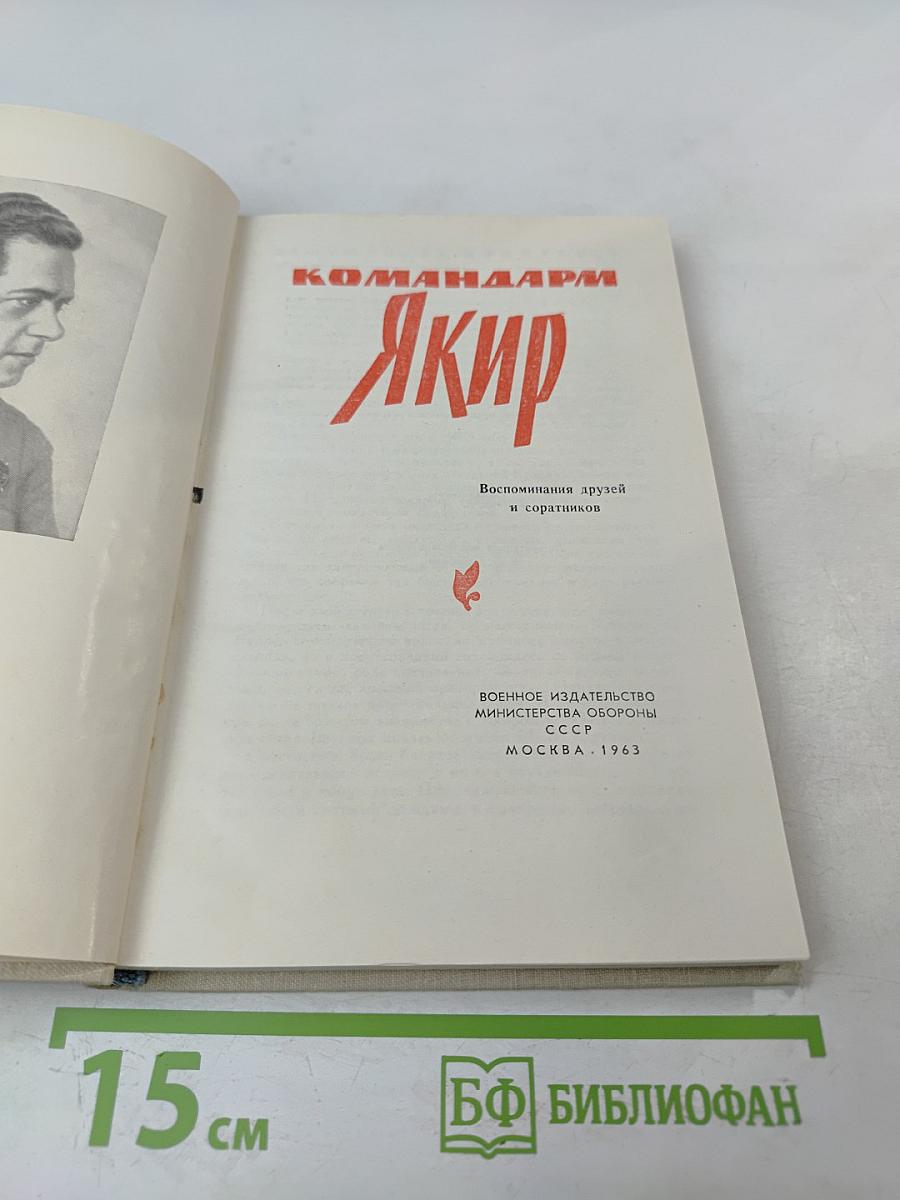 КОМАНДАРМ
ЯКИР
Воспоминания друзей
и соратников
ВОЕННОЕ ИЗДАТЕЛЬСТВО
МИНИСТЕРСТВА ОБОРОНЫ
СССР
МОСКВА • 1963
15 см
БФ БИБЛИОФАН